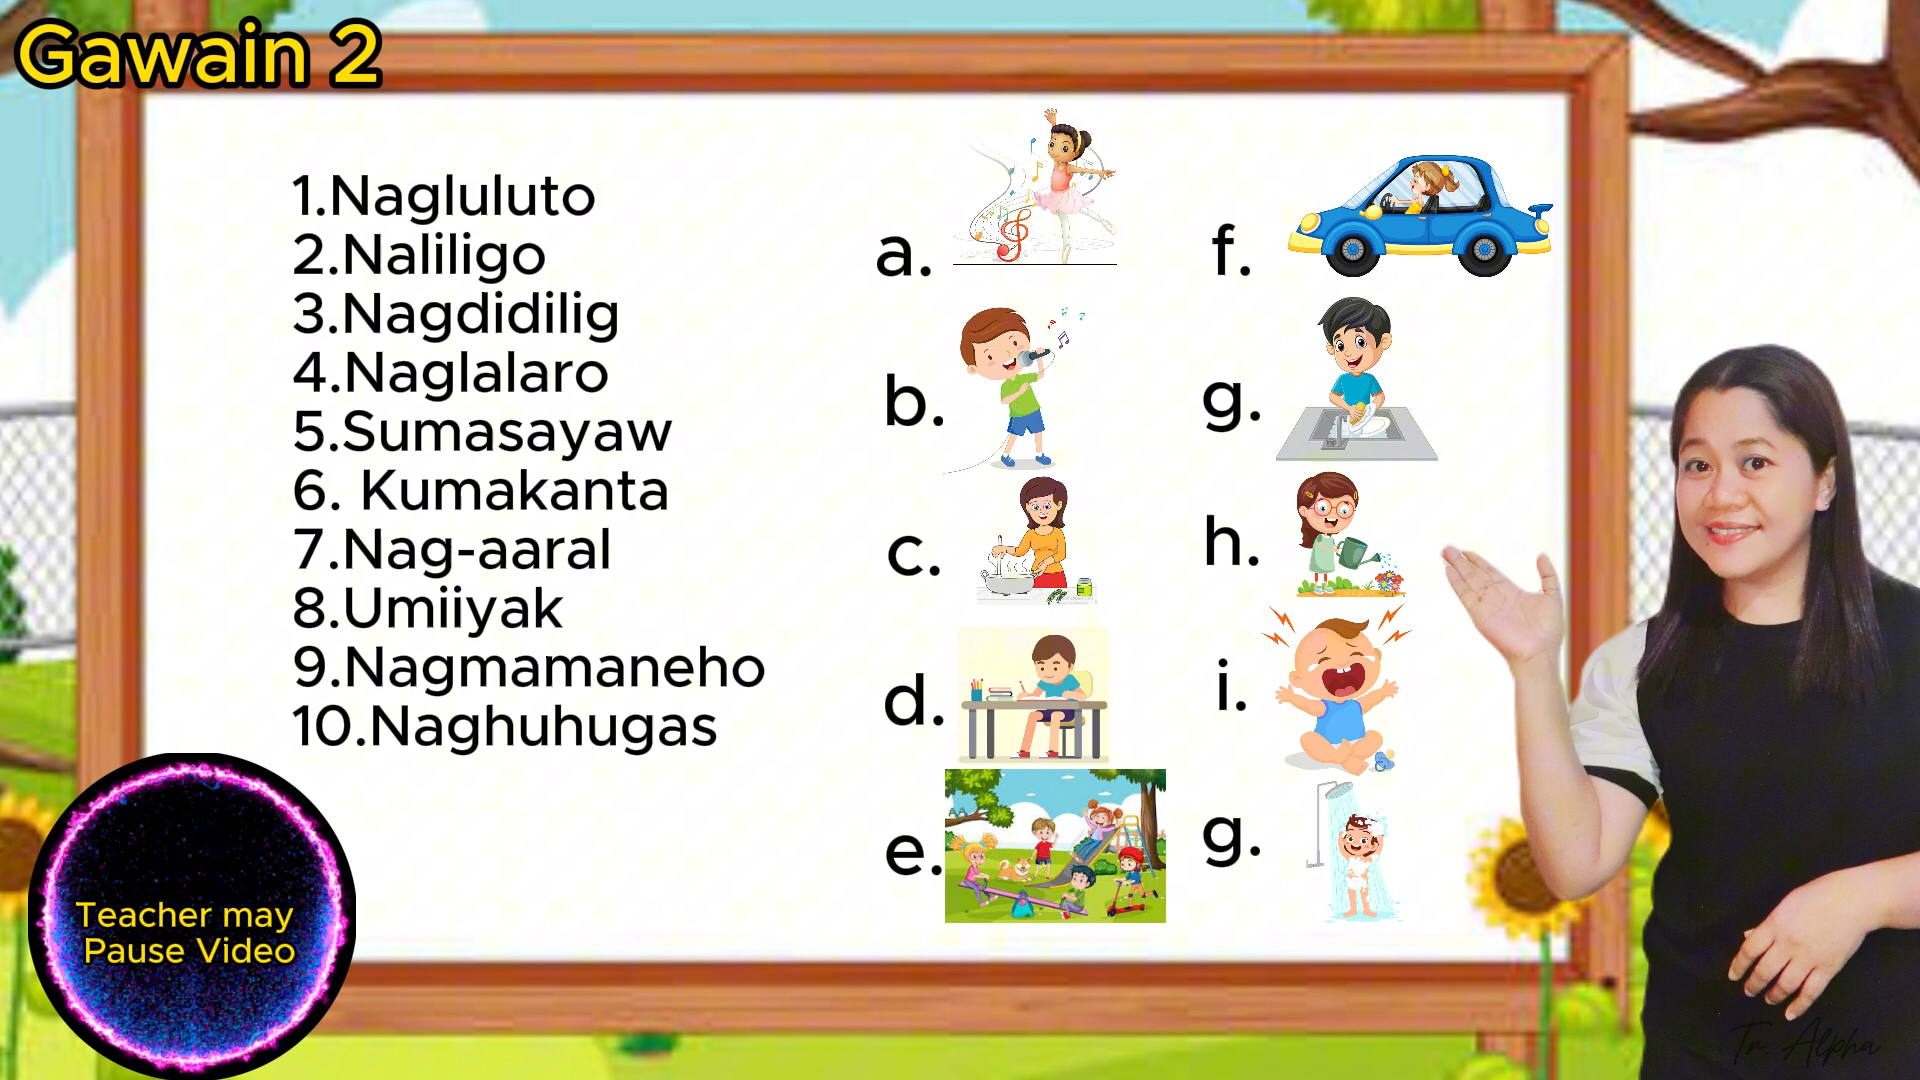 Gawain 2
1.Nagluluto
2.Naliligo
3.Nagdidilig
4.Naglalaro
5.Sumasayaw
6. Kumakanta
7.Nag-aaral
8.Umiiyak
9.Nagmamaneho
10.Naghuhugas
a.
b.
c.
d.
e.
f.
g.
h.
i.
g.
Teacher may
Pause Video
Tr. Alpha